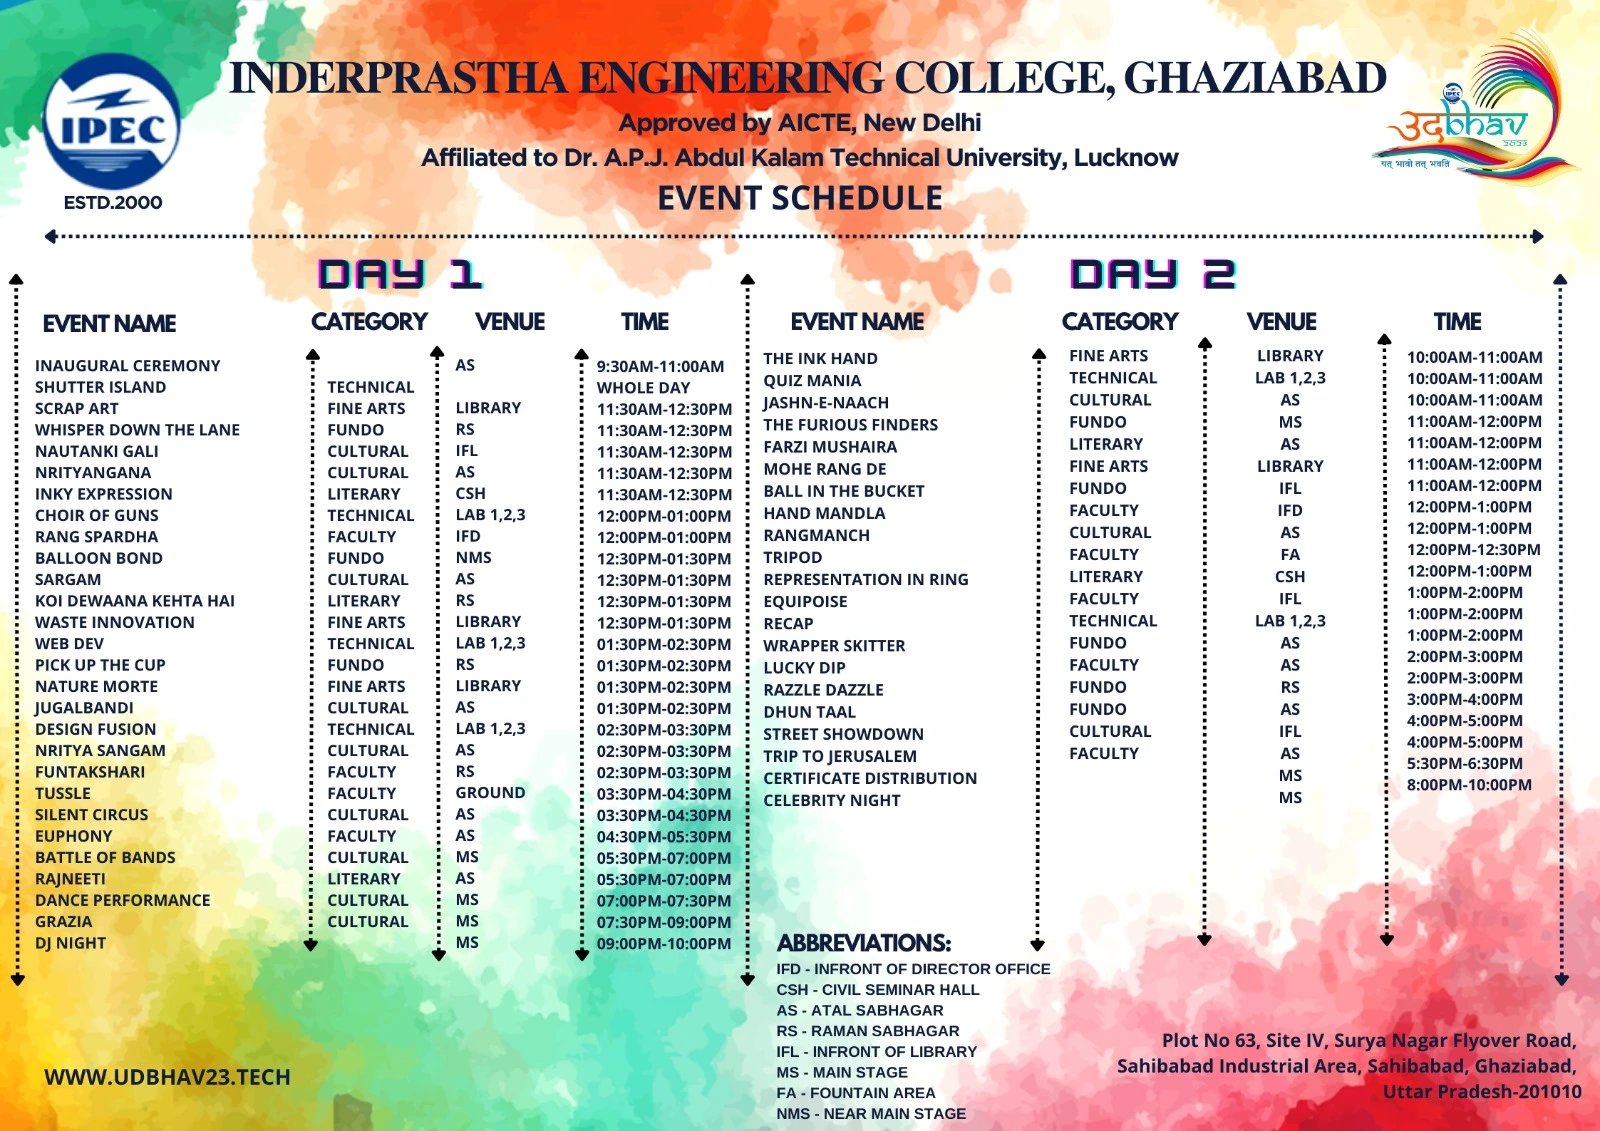 INDERPRASTHA ENGINEERING COLLEGE, GHAZIABAD
Approved by AICTE, New Delhi
Affiliated to Dr. A.P.J. Abdul Kalam Technical University, Lucknow
EVENT SCHEDULE
IPEC
ESTD.2000
IPEC
उदbhav
2023
यत् भावो तत् भवति
DAY 1
EVENT NAME CATEGORY VENUE TIME
INAUGURAL CEREMONY AS 9:30AM-11:00AM
SHUTTER ISLAND TECHNICAL WHOLE DAY
SCRAP ART FINE ARTS LIBRARY 11:30AM-12:30PM
WHISPER DOWN THE LANE FUNDO RS 11:30AM-12:30PM
NAUTANKI GALI CULTURAL IFL 11:30AM-12:30PM
NRITYANGANA CULTURAL AS 11:30AM-12:30PM
INKY EXPRESSION LITERARY CSH 11:30AM-12:30PM
CHOIR OF GUNS TECHNICAL LAB 1,2,3 12:00PM-01:00PM
RANG SPARDHA FACULTY IFD 12:00PM-01:00PM
BALLOON BOND FUNDO NMS 12:30PM-01:30PM
SARGAM CULTURAL AS 12:30PM-01:30PM
KOI DEWAANA KEHTA HAI LITERARY RS 12:30PM-01:30PM
WASTE INNOVATION FINE ARTS LIBRARY 12:30PM-01:30PM
WEB DEV TECHNICAL LAB 1,2,3 01:30PM-02:30PM
PICK UP THE CUP FUNDO RS 01:30PM-02:30PM
NATURE MORTE FINE ARTS LIBRARY 01:30PM-02:30PM
JUGALBANDI CULTURAL AS 01:30PM-02:30PM
DESIGN FUSION TECHNICAL LAB 1,2,3 02:30PM-03:30PM
NRITYA SANGAM CULTURAL AS 02:30PM-03:30PM
FUNTAKSHARI FACULTY RS 02:30PM-03:30PM
TUSSLE FACULTY GROUND 03:30PM-04:30PM
SILENT CIRCUS CULTURAL AS 03:30PM-04:30PM
EUPHONY FACULTY AS 04:30PM-05:30PM
BATTLE OF BANDS CULTURAL MS 05:30PM-07:00PM
RAJNEETI LITERARY AS 05:30PM-07:00PM
DANCE PERFORMANCE CULTURAL MS 07:00PM-07:30PM
GRAZIA CULTURAL MS 07:30PM-09:00PM
DJ NIGHT MS 09:00PM-10:00PM
DAY 2
EVENT NAME CATEGORY VENUE TIME
THE INK HAND FINE ARTS LIBRARY 10:00AM-11:00AM
QUIZ MANIA TECHNICAL LAB 1,2,3 10:00AM-11:00AM
JASHN-E-NAACH CULTURAL AS 10:00AM-11:00AM
THE FURIOUS FINDERS FUNDO MS 11:00AM-12:00PM
FARZI MUSHAIRA LITERARY AS 11:00AM-12:00PM
MOHE RANG DE FINE ARTS LIBRARY 11:00AM-12:00PM
BALL IN THE BUCKET FUNDO IFL 11:00AM-12:00PM
HAND MANDLA FACULTY IFD 12:00PM-1:00PM
RANGMANCH CULTURAL AS 12:00PM-1:00PM
TRIPOD FACULTY FA 12:00PM-12:30PM
REPRESENTATION IN RING LITERARY CSH 12:00PM-1:00PM
EQUIPOISE FACULTY IFL 1:00PM-2:00PM
RECAP TECHNICAL LAB 1,2,3 1:00PM-2:00PM
WRAPPER SKITTER FUNDO AS 1:00PM-2:00PM
LUCKY DIP FACULTY AS 2:00PM-3:00PM
RAZZLE DAZZLE FUNDO RS 2:00PM-3:00PM
DHUN TAAL FUNDO AS 3:00PM-4:00PM
STREET SHOWDOWN CULTURAL IFL 4:00PM-5:00PM
TRIP TO JERUSALEM FACULTY AS 4:00PM-5:00PM
CERTIFICATE DISTRIBUTION MS 5:30PM-6:30PM
CELEBRITY NIGHT MS 8:00PM-10:00PM
ABBREVIATIONS:
IFD - INFRONT OF DIRECTOR OFFICE
CSH - CIVIL SEMINAR HALL
AS - ATAL SABHAGAR
RS - RAMAN SABHAGAR
IFL - INFRONT OF LIBRARY
MS - MAIN STAGE
FA - FOUNTAIN AREA
NMS - NEAR MAIN STAGE
WWW.UDBHAV23.TECH
Plot No 63, Site IV, Surya Nagar Flyover Road,
Sahibabad Industrial Area, Sahibabad, Ghaziabad,
Uttar Pradesh-201010